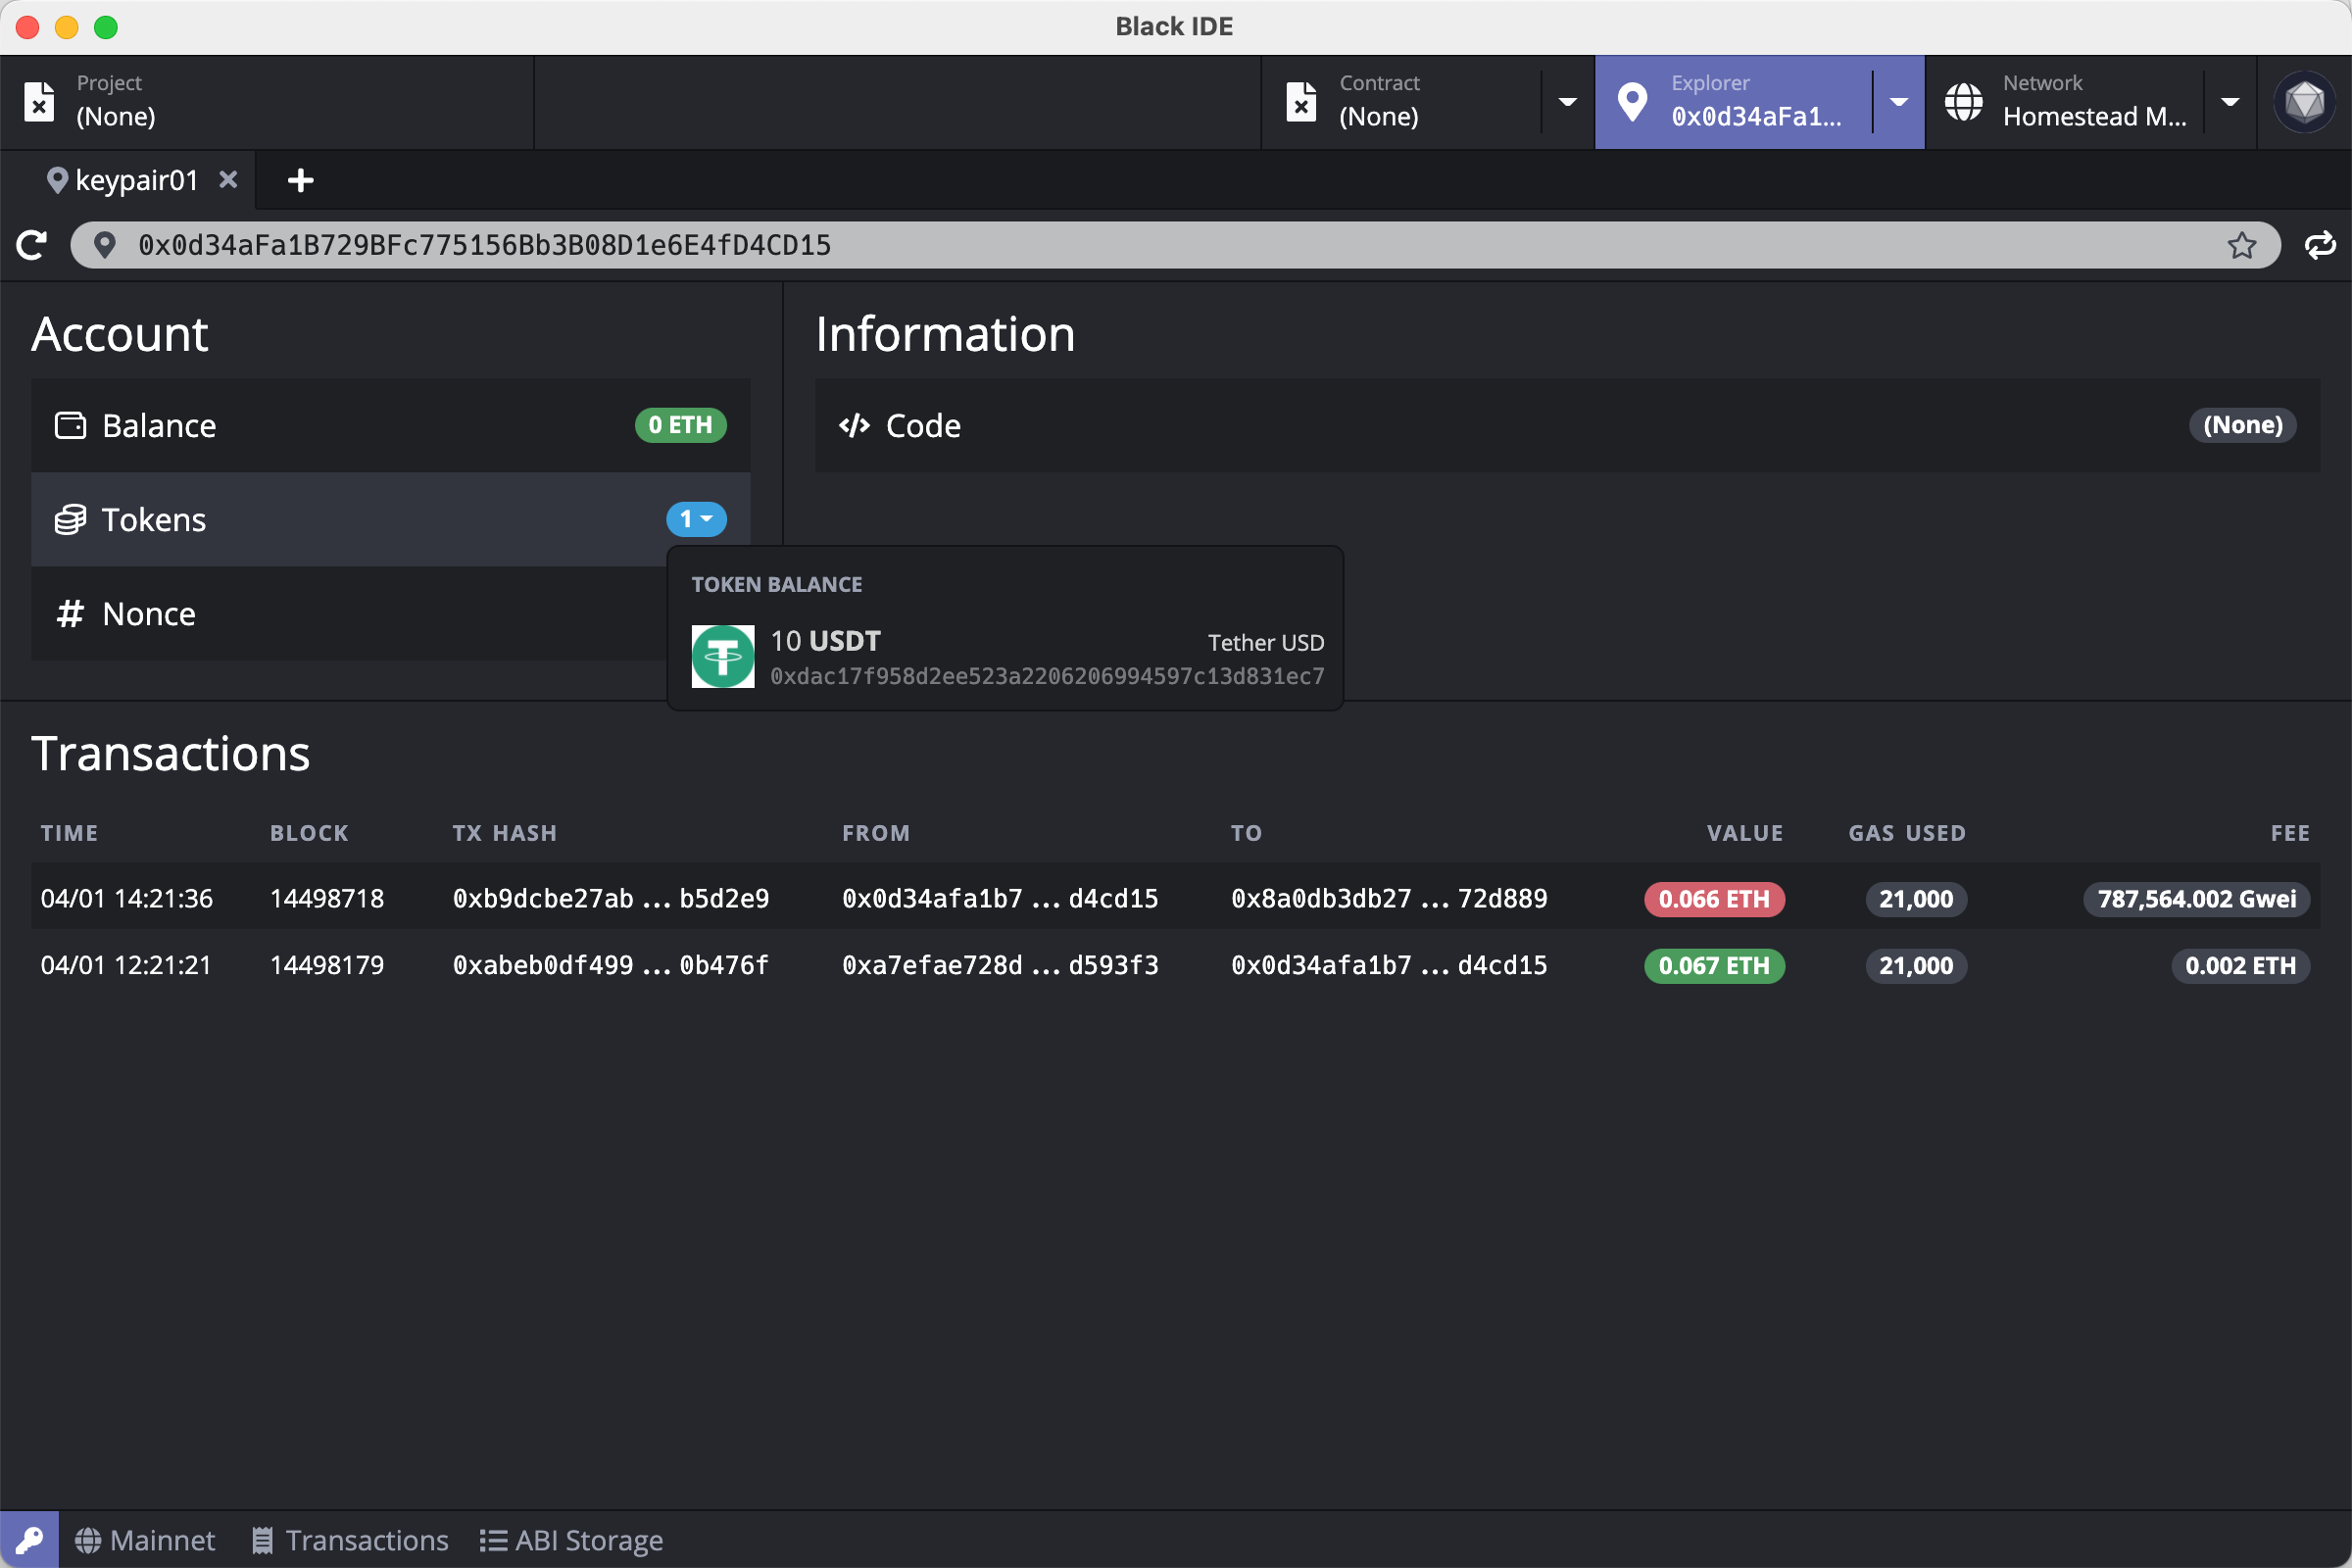 Black IDE
Project
(None)
Contract
(None)
Explorer
0x0d34aFa1...
Network
Homestead M...
keypair01
0x0d34aFa1B729BFc775156Bb3B08D1e6E4fD4CD15
Account
Balance
0 ETH
Tokens
1
Nonce
Information
Code
(None)
TOKEN BALANCE
10 USDT
Tether USD
0xdac17f958d2ee523a2206206994597c13d831ec7
Transactions
TIME BLOCK TX HASH FROM TO VALUE GAS USED FEE
04/01 14:21:36 14498718 0xb9dcbe27ab ... b5d2e9 0x0d34afa1b7 ... d4cd15 0x8a0db3db27 ... 72d889 0.066 ETH 21,000 787,564.002 Gwei
04/01 12:21:21 14498179 0xabeb0df499 ... 0b476f 0xa7efae728d ... d593f3 0x0d34afa1b7 ... d4cd15 0.067 ETH 21,000 0.002 ETH
Mainnet Transactions ABI Storage